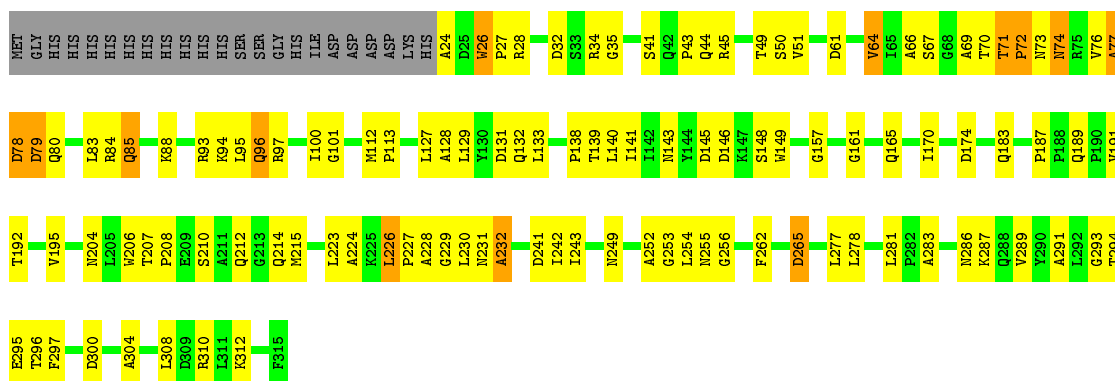 MET GLY HIS HIS HIS HIS HIS HIS HIS HIS HIS HIS SER SER GLY HIS ILE ASP ASP ASP ASP LYS HIS A24 D25 W26 P27 R28 D32 S33 R34 G35 S41 Q42 P43 Q44 R45 T49 S50 V51 D61 V64 I65 A66 S67 G68 A69 T70 T71 P72 N73 N74 R75 V76 A77
D78 D79 Q80 L83 R84 Q85 K88 R93 K94 L95 Q96 R97 I100 G101 M112 P113 L127 A128 L129 Y130 D131 Q132 L133 P138 T139 L140 I141 I142 N143 Y144 D145 D146 K147 S148 W149 G157 G161 Q165 I170 D174 Q183 P187 P188 Q189 P190 V191
T192 V195 N204 L205 W206 T207 P208 E209 S210 A211 Q212 G213 Q214 M215 L223 A224 K225 L226 P227 A228 G229 L230 N231 A232 D241 I242 I243 N249 A252 G253 L254 N255 G256 F262 D265 L277 L278 L281 P282 A283 N286 K287 Q288 V289 Y290 A291 L292 G293 T294
E295 T296 F297 D300 A304 L308 D309 R310 L311 K312 F315